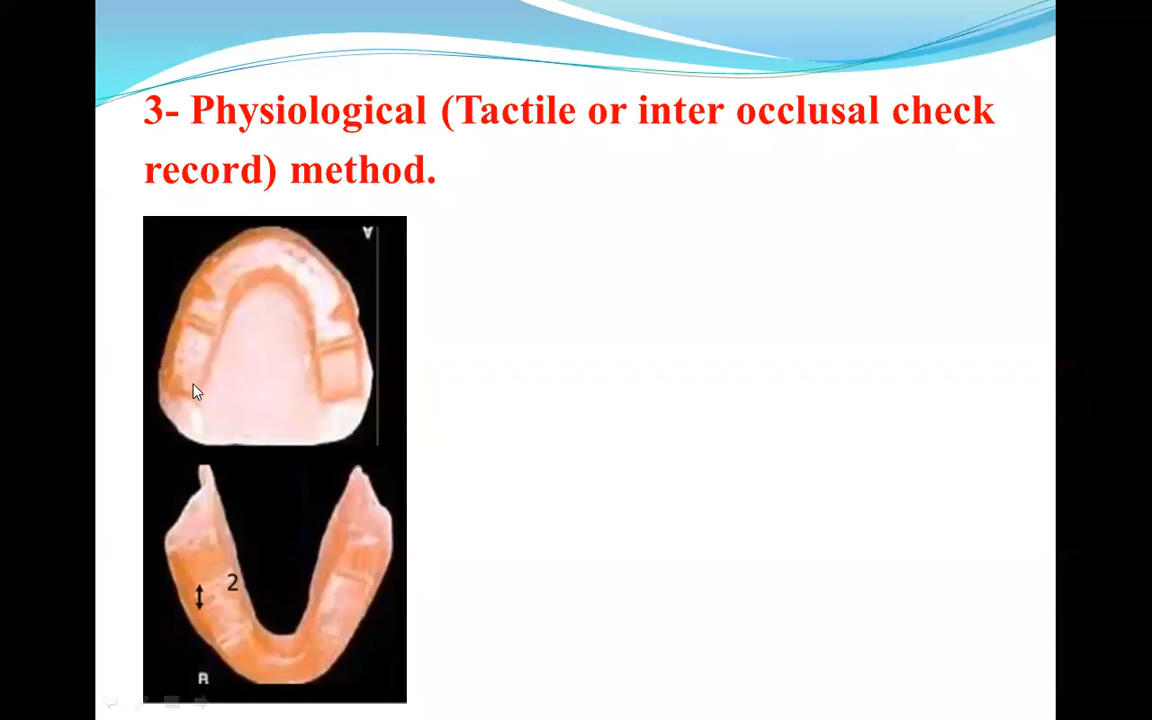 3- Physiological (Tactile or inter occlusal check
record) method.
A
2
B